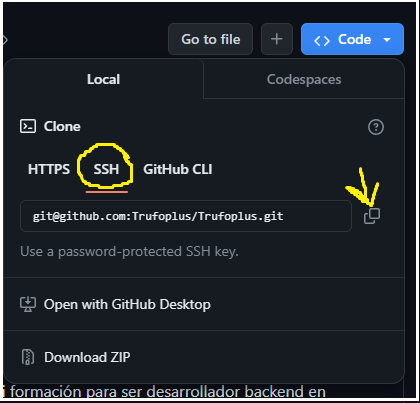 Go to file
Code
Local
Codespaces
Clone
HTTPS
SSH
GitHub CLI
git@github.com:Trufoplus/Trufoplus.git
Use a password-protected SSH key.
Open with GitHub Desktop
Download ZIP
formación para ser desarrollador backend en